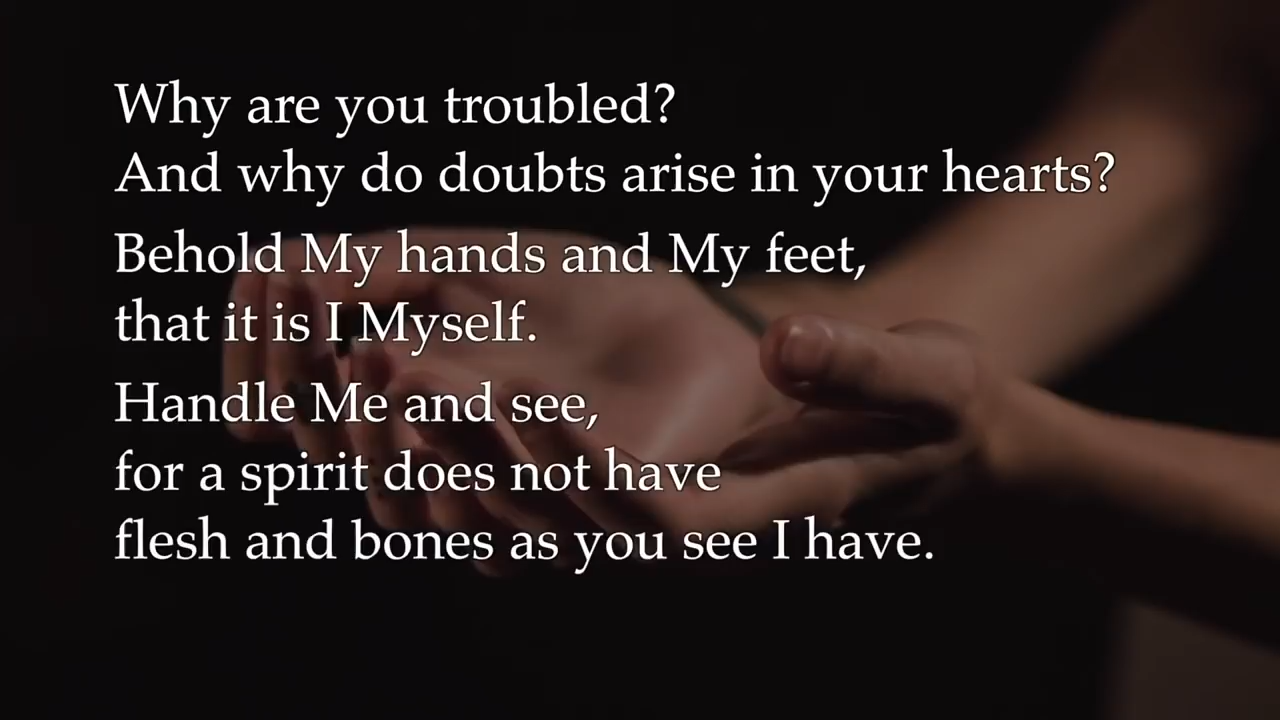 Why are you troubled?
And why do doubts arise in your hearts?
Behold My hands and My feet,
that it is I Myself.
Handle Me and see,
for a spirit does not have
flesh and bones as you see I have.